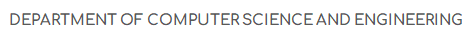 DEPARTMENT OF COMPUTER SCIENCE AND ENGINEERING